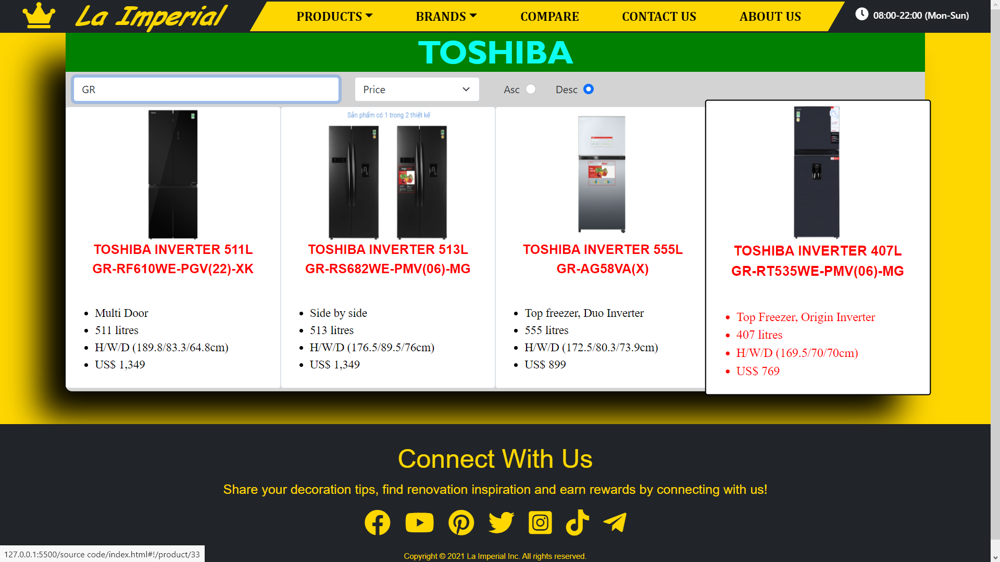 La Imperial
PRODUCTS
BRANDS
COMPARE
CONTACT US
ABOUT US
08:00-22:00 (Mon-Sun)
TOSHIBA
GR
Price
Asc
Desc
TOSHIBA INVERTER 511L
GR-RF610WE-PGV(22)-XK
Multi Door
511 litres
H/W/D (189.8/83.3/64.8cm)
US$ 1,349
Sản phẩm có 1 trong 2 thiết kế
TOSHIBA INVERTER 513L
GR-RS682WE-PMV(06)-MG
Side by side
513 litres
H/W/D (176.5/89.5/76cm)
US$ 1,349
TOSHIBA INVERTER 555L
GR-AG58VA(X)
Top freezer, Duo Inverter
555 litres
H/W/D (172.5/80.3/73.9cm)
US$ 899
TOSHIBA INVERTER 407L
GR-RT535WE-PMV(06)-MG
Top Freezer, Origin Inverter
407 litres
H/W/D (169.5/70/70cm)
US$ 769
Connect With Us
Share your decoration tips, find renovation inspiration and earn rewards by connecting with us!
127.0.0.1:5500/source code/index.html#!/product/33
Copyright © 2021 La Imperial Inc. All rights reserved.